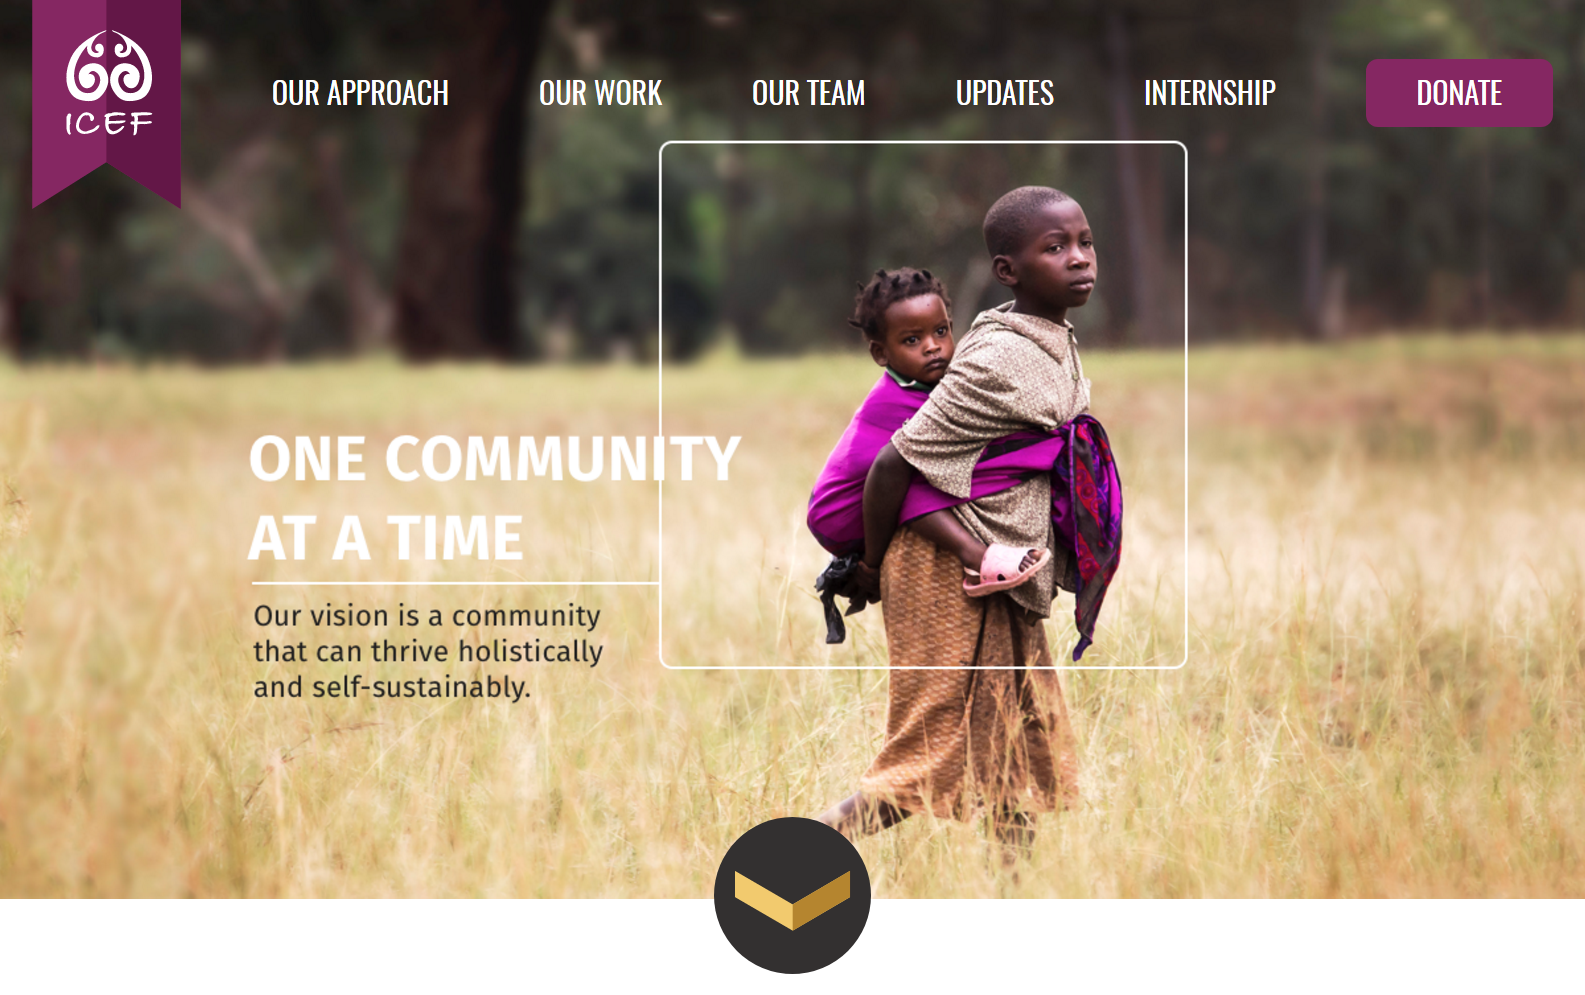 ICEF
OUR APPROACH
OUR WORK
OUR TEAM
UPDATES
INTERNSHIP
DONATE
ONE COMMUNITY
AT A TIME
Our vision is a community
that can thrive holistically
and self-sustainably.